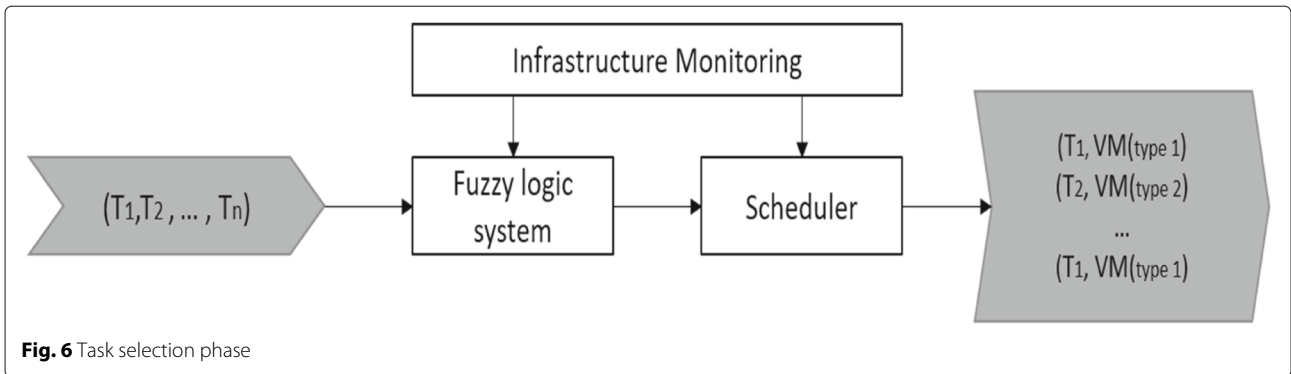 Infrastructure Monitoring
(T1,T2 , ... , Tn)
Fuzzy logic
system
Scheduler
(T1, VM(type 1)
(T2, VM(type 2)
...
(T1, VM(type 1)
Fig. 6 Task selection phase